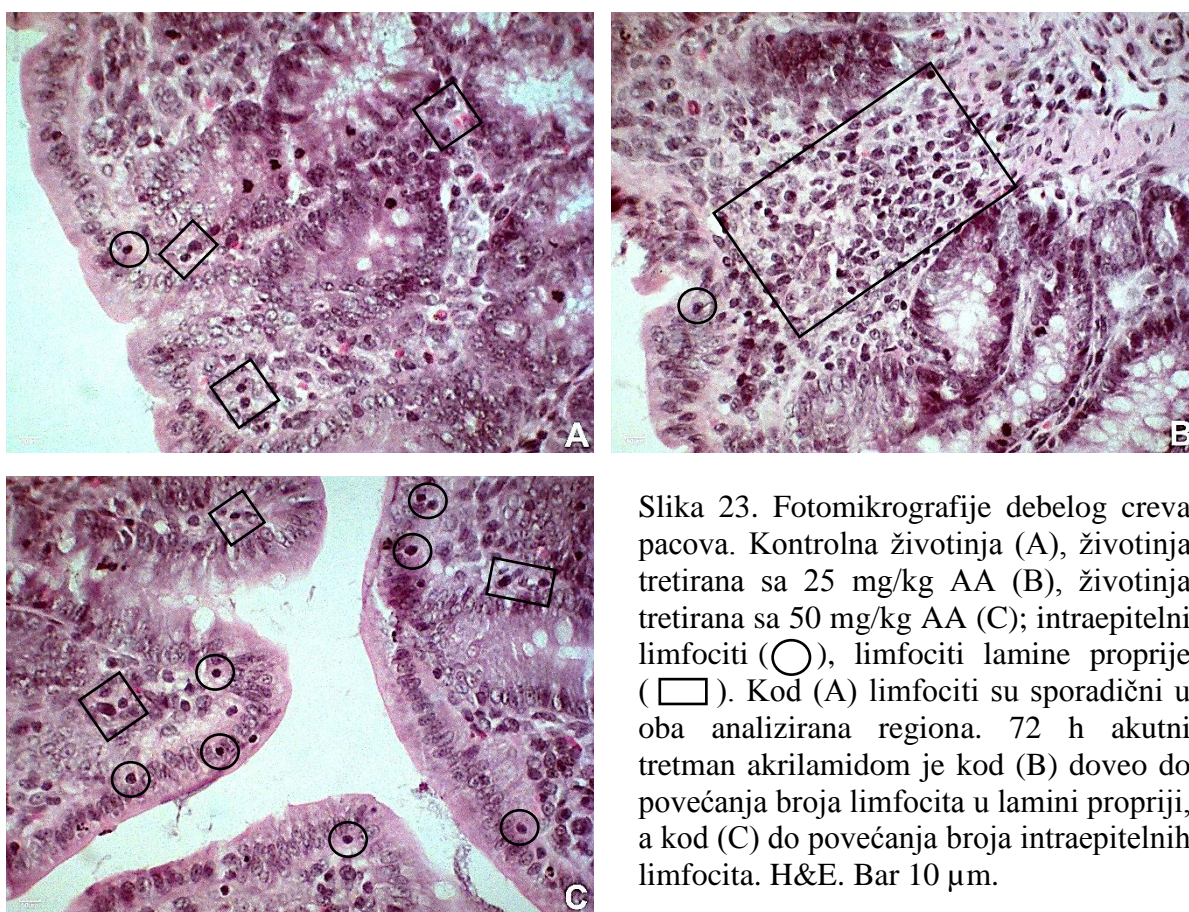 A
B
C
Slika 23. Fotomikrografije debelog creva
pacova. Kontrolna životinja (A), životinja
tretirana sa 25 mg/kg AA (B), životinja
tretirana sa 50 mg/kg AA (C); intraepitelni
limfociti (), limfociti lamine proprije
(). Kod (A) limfociti su sporadični u
oba analizirana regiona. 72 h akutni
tretman akrilamidom je kod (B) doveo do
povećanja broja limfocita u lamini propriji,
a kod (C) do povećanja broja intraepitelnih
limfocita. H&E. Bar 10 µm.